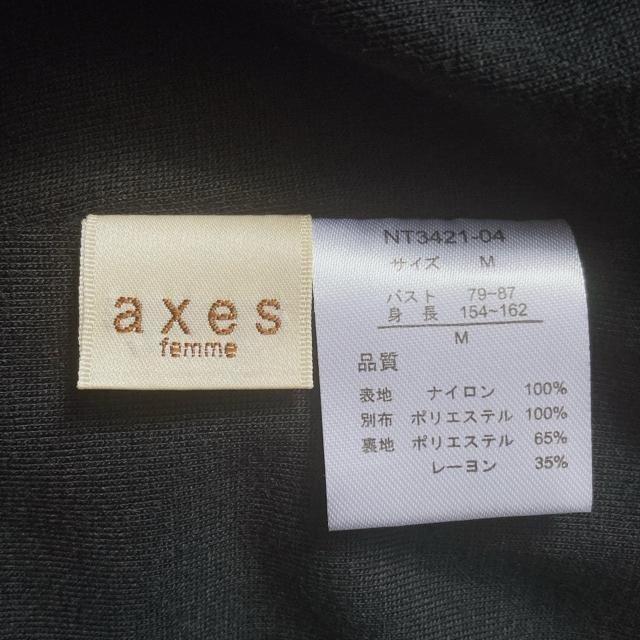 axes
femme
NT3421-04
サイズ M
バスト 79~87
身長 154~162
M
品質
表地 ナイロン 100%
別布 ポリエステル 100%
裏地 ポリエステル 65%
レーヨン 35%